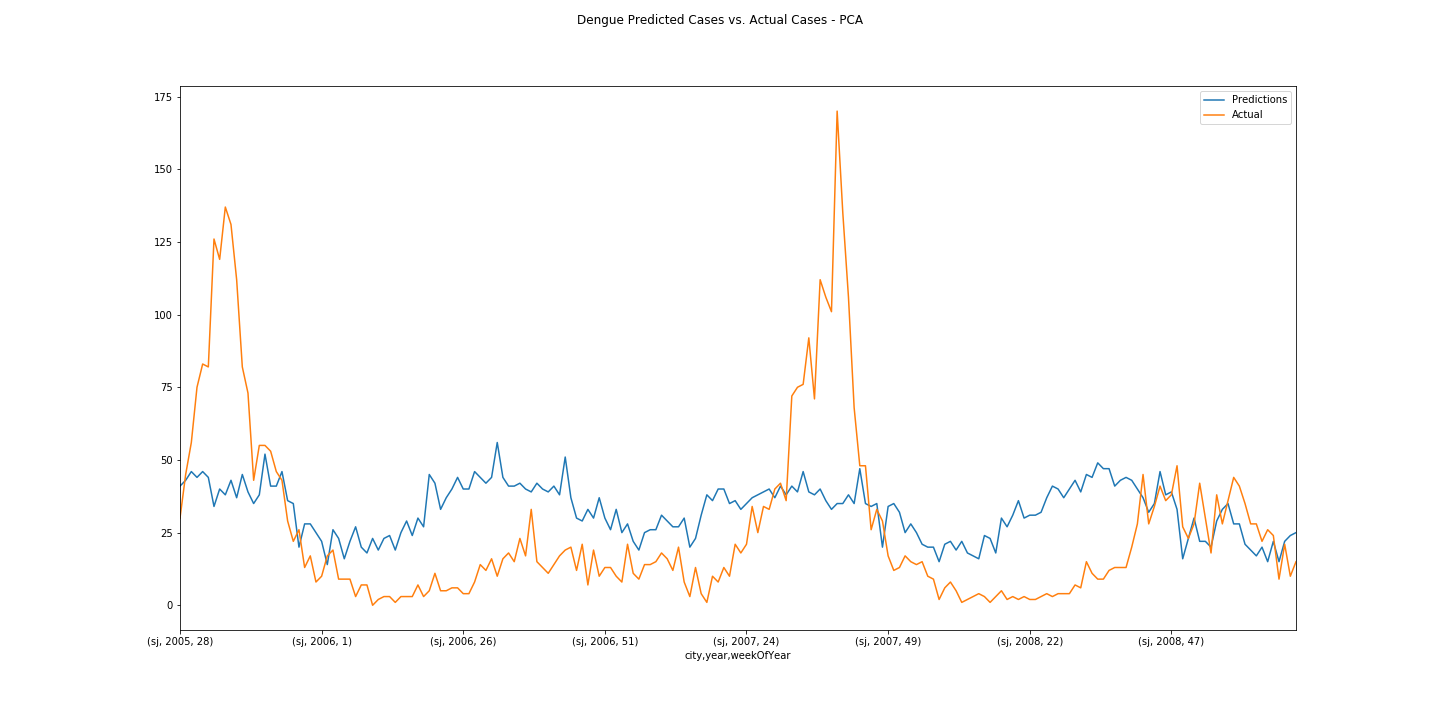 Dengue Predicted Cases vs. Actual Cases - PCA
Predictions
Actual
175
150
125
100
75
50
25
0
(sj, 2005, 28) (sj, 2006, 1) (sj, 2006, 26) (sj, 2006, 51) (sj, 2007, 24) (sj, 2007, 49) (sj, 2008, 22) (sj, 2008, 47)
city,year,weekOfYear